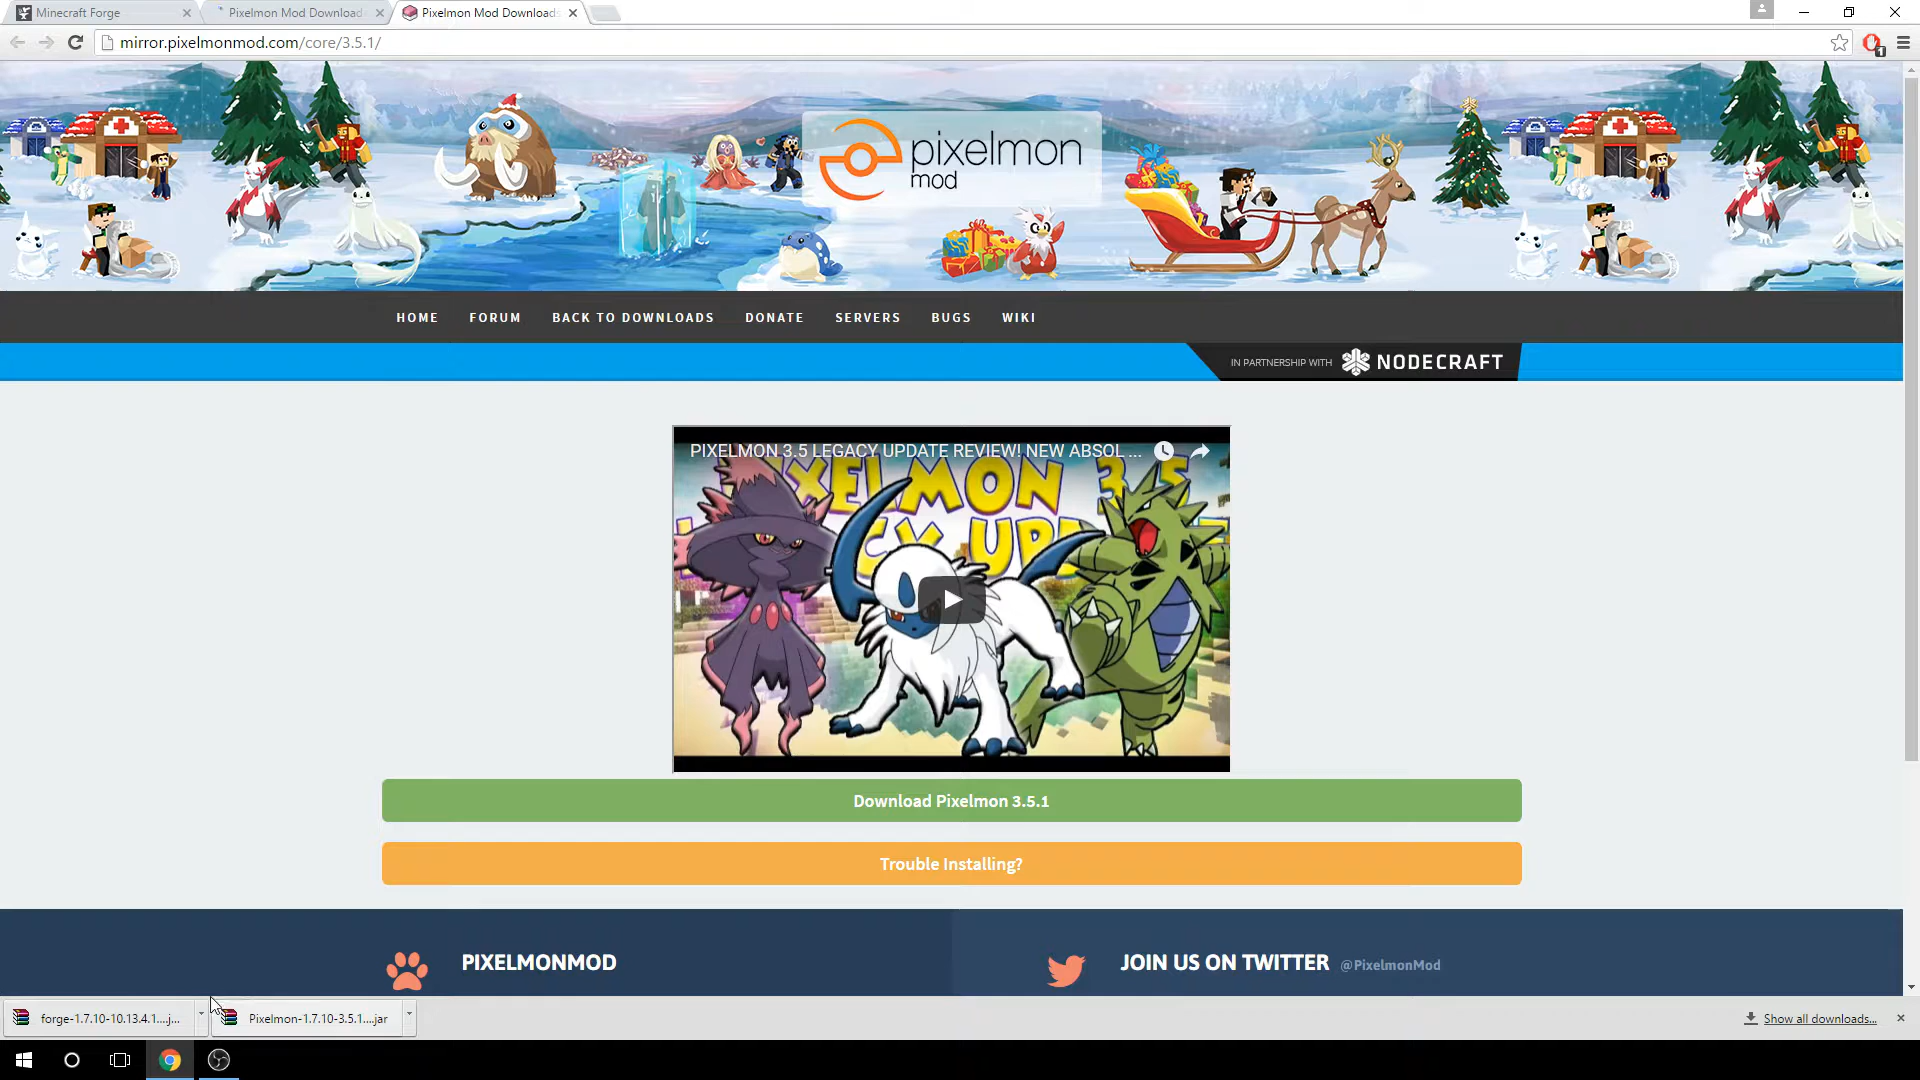 Minecraft Forge
Pixelmon Mod Download
Pixelmon Mod Downloads
mirror.pixelmonmod.com/core/3.5.1/
1
pixelmon
mod
HOME FORUM BACK TO DOWNLOADS DONATE SERVERS BUGS WIKI
IN PARTNERSHIP WITH NODECRAFT
PIXELMON 3.5 LEGACY UPDATE REVIEW! NEW ABSOL ...
Download Pixelmon 3.5.1
Trouble Installing?
PIXELMONMOD
JOIN US ON TWITTER @PixelmonMod
forge-1.7.10-10.13.4.1....j...
Pixelmon-1.7.10-3.5.1....jar
Show all downloads...